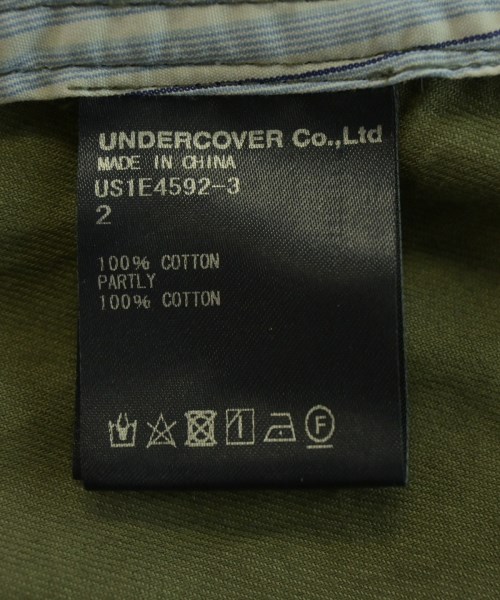 UNDERCOVER Co.,Ltd
MADE IN CHINA
US1E4592-3
2
100% COTTON
PARTLY
100% COTTON
F